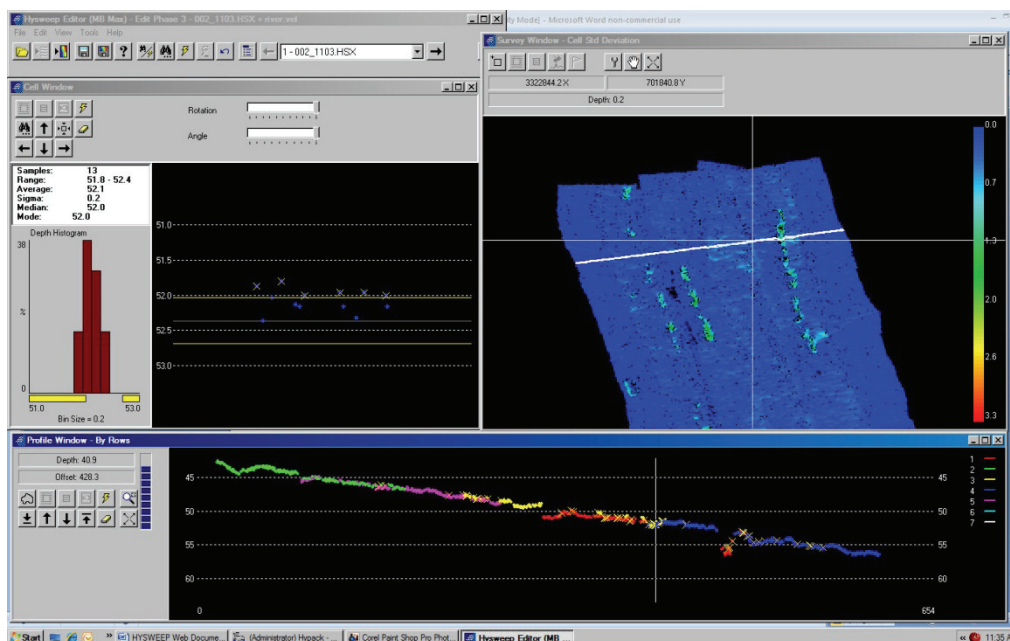 Hysweep Editor (MB Max) - Edit Phase 3 - 002_1103.HSX + river.vel
ity Mode] - Microsoft Word non-commercial use
File Edit View Tools Help
1 - 002_1103.HSX
Survey Window - Cell Std Deviation
3322844.2 X 701840.8 Y
Depth: 0.2
Cell Window
Rotation
Angle
Samples: 13
Range: 51.8 - 52.4
Average: 52.1
Sigma: 0.2
Median: 52.0
Mode: 52.0
Depth Histogram
38
%
0
51.0 53.0
Bin Size = 0.2
51.0
51.5
52.0
52.5
53.0
0.0
0.7
1.3
2.0
2.6
3.3
Profile Window - By Rows
Depth: 40.9
Offset: 428.3
45 45
50 50
55 55
60 60
0 654
1
2
3
4
5
6
7
Start
HYSWEEP Web Docume...
(Administrator) Hypack - ...
Corel Paint Shop Pro Phot...
Hysweep Editor (MB ...
11:35 A